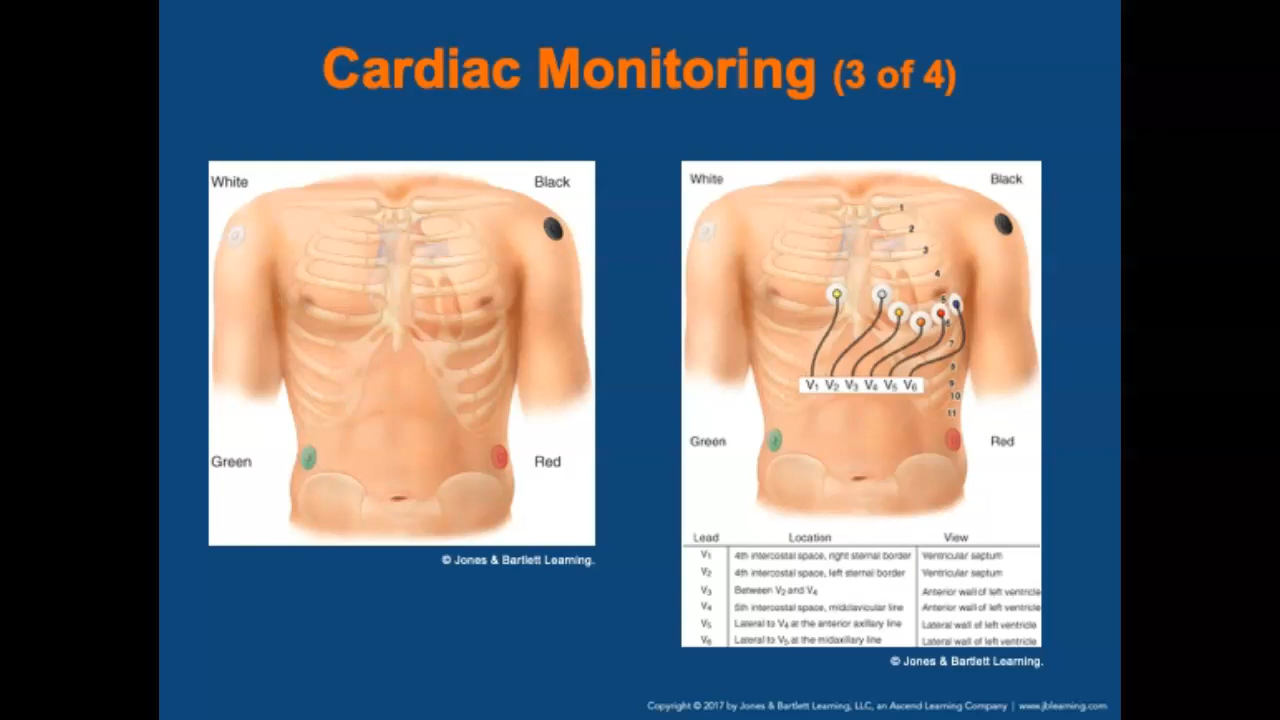 Cardiac Monitoring (3 of 4)
White
Black
Green
Red
© Jones & Bartlett Learning.
White
Black
1
2
3
4
5
6
7
8
9
10
11
V1 V2 V3 V4 V5 V6
Green
Red
Lead Location View
V1 4th intercostal space, right sternal border Ventricular septum
V2 4th intercostal space, left sternal border Ventricular septum
V3 Between V2 and V4 Anterior wall of left ventricle
V4 5th intercostal space, midclavicular line Anterior wall of left ventricle
V5 Lateral to V4 at the anterior axillary line Lateral wall of left ventricle
V6 Lateral to V5 at the midaxillary line Lateral wall of left ventricle
© Jones & Bartlett Learning.
Copyright © 2017 by Jones & Bartlett Learning, LLC, an Ascend Learning Company | www.jblearning.com